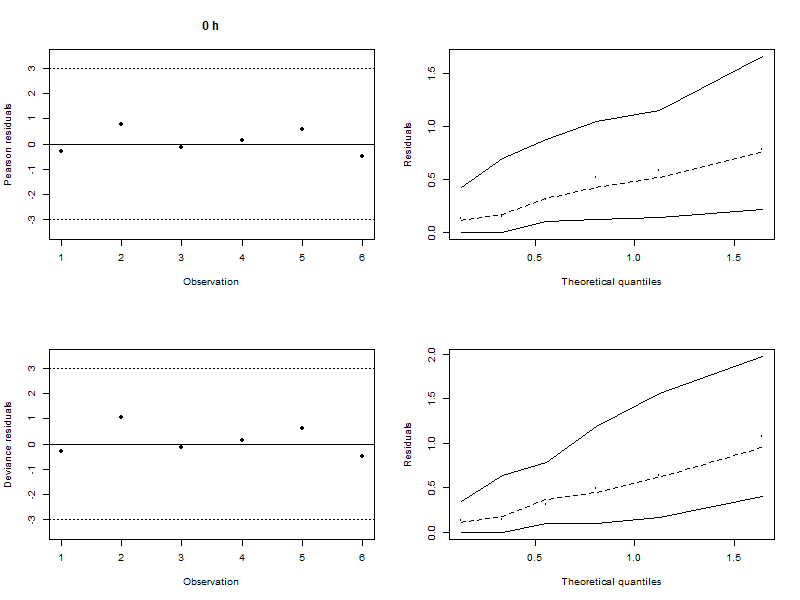 0 h
Pearson residuals
3
2
1
0
-1
-2
-3
1 2 3 4 5 6
Observation
Residuals
1.5
1.0
0.5
0.0
0.5 1.0 1.5
Theoretical quantiles
Deviance residuals
3
2
1
0
-1
-2
-3
1 2 3 4 5 6
Observation
Residuals
2.0
1.5
1.0
0.5
0.0
0.5 1.0 1.5
Theoretical quantiles